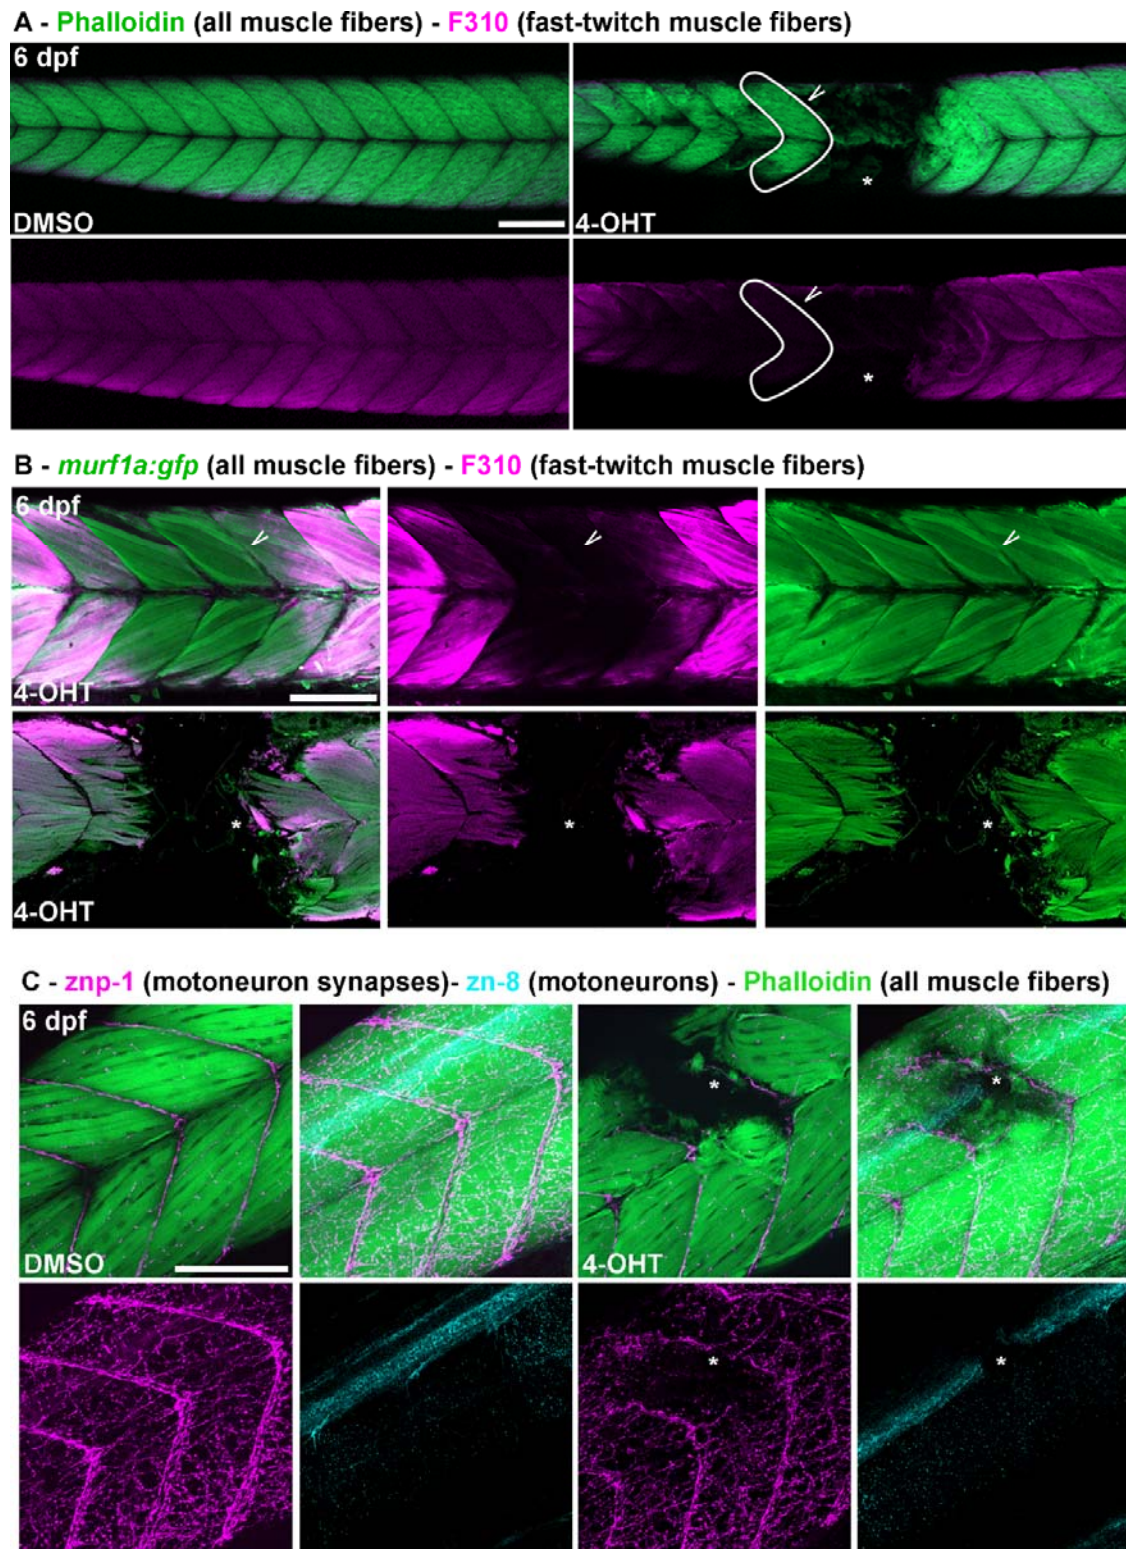 A - Phalloidin (all muscle fibers) - F310 (fast-twitch muscle fibers)
6 dpf
DMSO
4-OHT
*
*
B - murf1a:gfp (all muscle fibers) - F310 (fast-twitch muscle fibers)
6 dpf
4-OHT
* * *
4-OHT
C - znp-1 (motoneuron synapses)- zn-8 (motoneurons) - Phalloidin (all muscle fibers)
6 dpf
* *
DMSO
4-OHT
* *